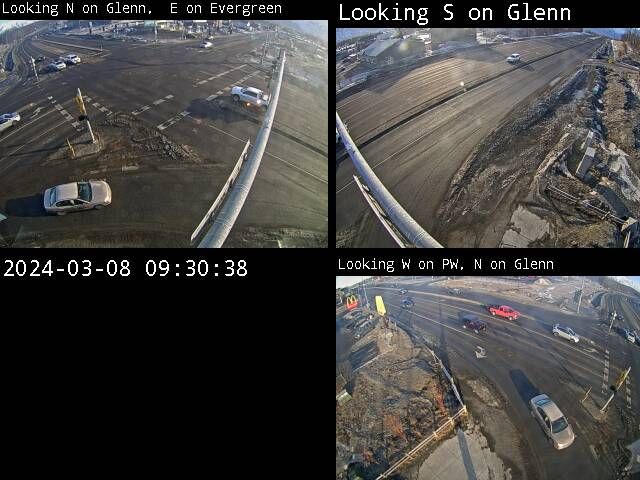 Looking N on Glenn,  E on Evergreen
Looking S on Glenn
2024-03-08 09:30:38
Looking W on PW, N on Glenn